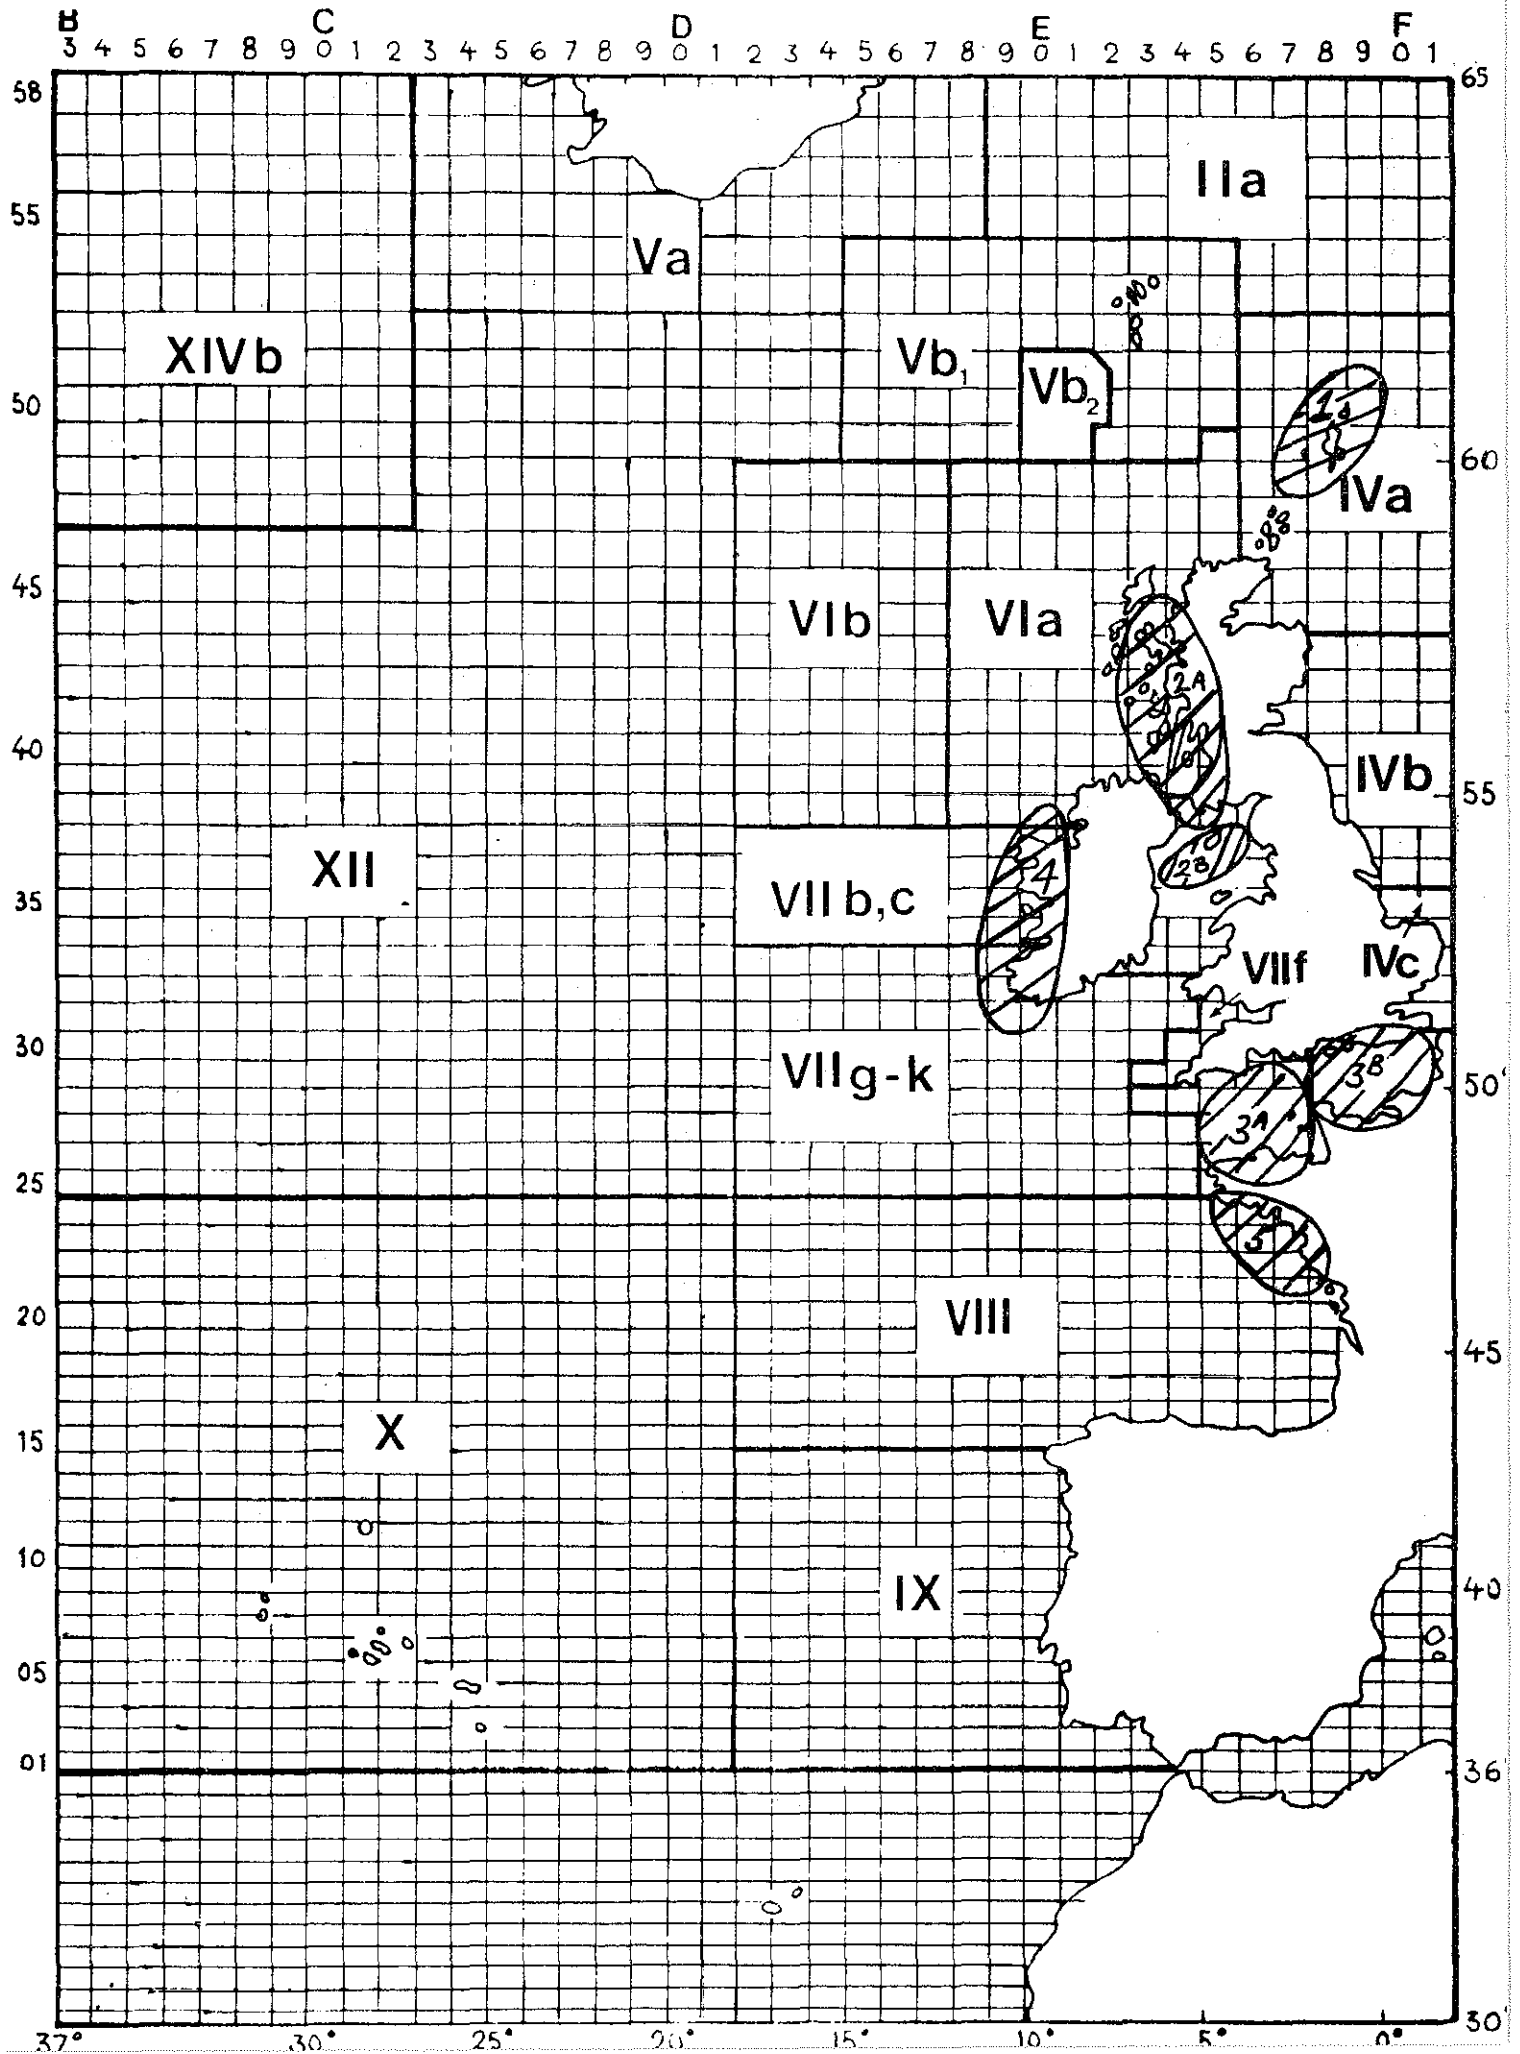 B C D E F
3 4 5 6 7 8 9 0 1 2 3 4 5 6 7 8 9 0 1 2 3 4 5 6 7 8 9 0 1 2 3 4 5 6 7 8 9 0 1
58 65
IIa
55
Va
XIVb Vb1
Vb2
50 1
60
IVa
45
VIb VIa
2A
40
IVb
55
XII 4 2B
35 VIIb,c
VIIf IVc
30
VIIg-k 3B 50°
3A
25
5
20 VIII
45
X
15
10
IX 40
05
01 36
30°
37° 30° 25° 20° 15° 10° 5° 0°